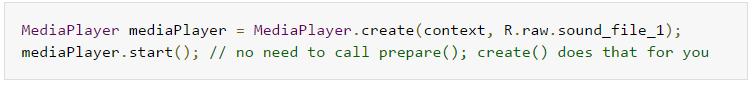 MediaPlayer mediaPlayer = MediaPlayer.create(context, R.raw.sound_file_1);
mediaPlayer.start(); // no need to call prepare(); create() does that for you